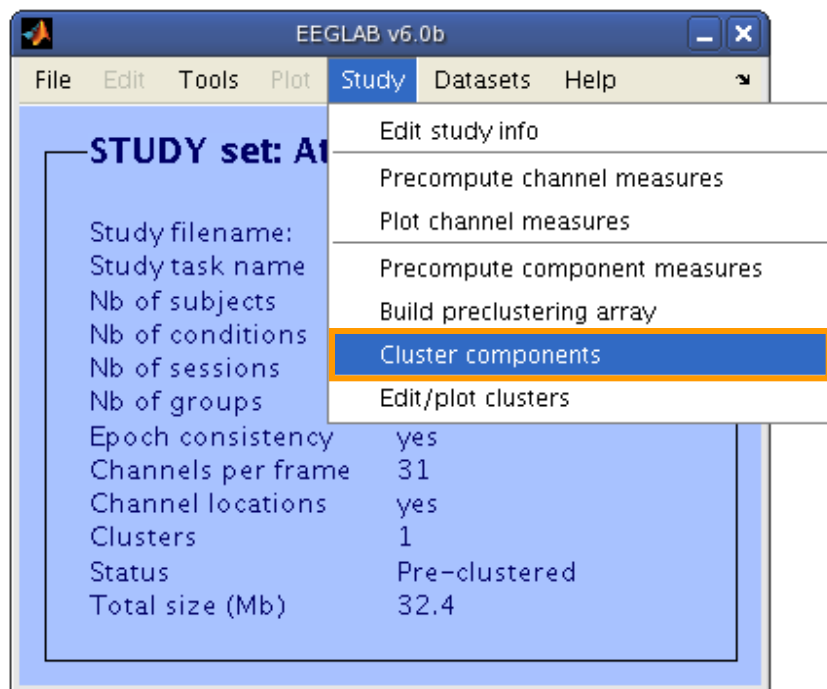 EEGLAB v6.0b
File Edit Tools Plot Study Datasets Help
Edit study info
STUDY set: At
Precompute channel measures
Plot channel measures
Study filename:
Study task name
Precompute component measures
Nb of subjects
Build preclustering array
Nb of conditions
Cluster components
Nb of sessions
Nb of groups
Edit/plot clusters
Epoch consistency yes
Channels per frame 31
Channel locations yes
Clusters 1
Status Pre-clustered
Total size (Mb) 32.4